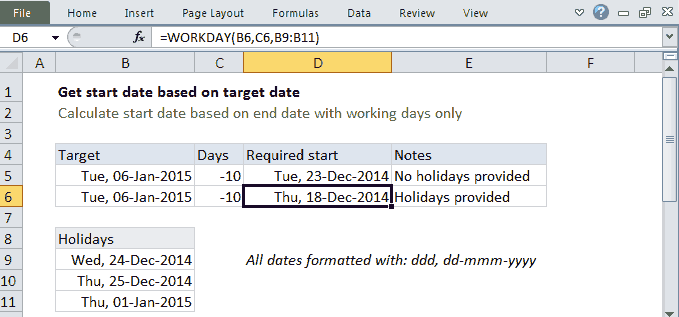 File Home Insert Page Layout Formulas Data Review View
D6 fx =WORKDAY(B6,C6,B9:B11)
A B C D E F
1 Get start date based on target date
2 Calculate start date based on end date with working days only
3
4 Target Days Required start Notes
5 Tue, 06-Jan-2015 -10 Tue, 23-Dec-2014 No holidays provided
6 Tue, 06-Jan-2015 -10 Thu, 18-Dec-2014 Holidays provided
7
8 Holidays
9 Wed, 24-Dec-2014 All dates formatted with: ddd, dd-mmm-yyyy
10 Thu, 25-Dec-2014
11 Thu, 01-Jan-2015